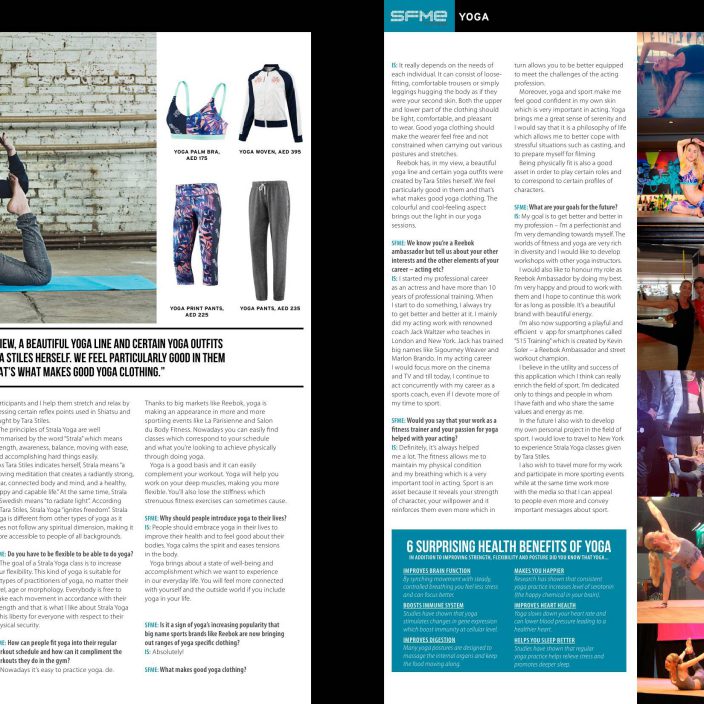 YOGA PALM BRA,
AED 175
YOGA WOVEN, AED 395
YOGA PRINT PANTS,
AED 225
YOGA PANTS, AED 235
IEW, A BEAUTIFUL YOGA LINE AND CERTAIN YOGA OUTFITS
A STILES HERSELF. WE FEEL PARTICULARLY GOOD IN THEM
AT'S WHAT MAKES GOOD YOGA CLOTHING."
rticipants and I help them stretch and relax by
essing certain reflex points used in Shiatsu and
ught by Tara Stiles.
The principles of Strala Yoga are well
mmarised by the word "Strala" which means
ength, awareness, balance, moving with ease,
d accomplishing hard things easily.
As Tara Stiles indicates herself, Strala means "a
oving meditation that creates a radiantly strong,
ear, connected body and mind, and a healthy,
ppy and capable life." At the same time, Strala
Swedish means "to radiate light". According
Tara Stiles, Strala Yoga "ignites freedom". Strala
ga is different from other types of yoga as it
es not follow any spiritual dimension, making it
ore accessible to people of all backgrounds.
ME: Do you have to be flexible to be able to do yoga?
The goal of a Strala Yoga class is to increase
ur flexibility. This kind of yoga is suitable for
types of practitioners of yoga, no matter their
vel, age or morphology. Everybody is free to
ake each movement in accordance with their
ength and that is what I like about Strala Yoga
his liberty for everyone with respect to their
ysical security.
ME: How can people fit yoga into their regular
rkout schedule and how can it compliment the
rkouts they do in the gym?
Nowadays it's easy to practice yoga, de.
Thanks to big markets like Reebok, yoga is
making an appearance in more and more
sportiing events like La Parisienne and Salon
du Body Fitness. Nowadays you can easily find
classes which correspond to your schedule
and what you're looking to achieve physically
through doing yoga.
Yoga is a good basis and it can easily
complement your workout. Yoga will help you
work on your deep muscles, making you more
flexible. You'll also lose the stiffness which
strenuous fitness exercises can sometimes cause.
SFME: Why should people introduce yoga to their lives?
IS: People should embrace yoga in their lives to
improve their health and to feel good about their
bodies. Yoga calms the spirit and eases tensions
in the body.
Yoga brings about a state of well-being and
accomplishment which we want to experience
in our everyday life. You will feel more connected
with yourself and the outside world if you include
yoga in your life.
SFME: Is it a sign of yoga's increasing popularity that
big name sports brands like Reebok are now bringing
out ranges of yoga specific clothing?
IS: Absolutely!
SFME: What makes good yoga clothing?
SFME YOGA
IS: It really depends on the needs of
each individual. It can consist of loose-
fitting, comfortable trousers or simply
leggings hugging the body as if they
were your second skin. Both the upper
and lower part of the clothing should
be light, comfortable, and pleasant
to wear. Good yoga clothing should
make the wearer feel free and not
constrained when carrying out various
postures and stretches.
Reebok has, in my view, a beautiful
yoga line and certain yoga outfits were
created by Tara Stiles herself. We feel
particularly good in them and that's
what makes good yoga clothing. The
colourful and cool-feeling aspect
brings out the light in our yoga
sessions.
SFME: We know you're a Reebok
ambassador but tell us about your other
interests and the other elements of your
career – acting etc?
IS: I started my professional career
as an actress and have more than 10
years of professional training. When
I start to do something, I always try
to get better and better at it. I mainly
did my acting work with renowned
coach Jack Waltzer who teaches in
London and New York. Jack has trained
big names like Sigourney Weaver and
Marlon Brando. In my acting career
I would focus more on the cinema
and TV and till today, I continue to
act concurrently with my career as a
sports coach, even if I devote more of
my time to sport.
SFME: Would you say that your work as a
fitness trainer and your passion for yoga
helped with your acting?
IS: Definitely, it's always helped
me a lot. The fitness allows me to
maintain my physical condition
and my breathing which is a very
important tool in acting. Sport is an
asset because it reveals your strength
of character, your willpower and it
reinforces them even more which in
turn allows you to be better equipped
to meet the challenges of the acting
profession.
Moreover, yoga and sport make me
feel good confident in my own skin
which is very important in acting. Yoga
brings me a great sense of serenity and
I would say that it is a philosophy of life
which allows me to better cope with
stressful situations such as casting, and
to prepare myself for filming
Being physically fit is also a good
asset in order to play certain roles and
to correspond to certain profiles of
characters.
SFME: What are your goals for the future?
IS: My goal is to get better and better in
my profession – I'm a perfectionist and
I'm very demanding towards myself. The
worlds of fitness and yoga are very rich
in diversity and I would like to develop
workshops with other yoga instructors.
I would also like to honour my role as
Reebok Ambassador by doing my best.
I'm very happy and proud to work with
them and I hope to continue this work
for as long as possible. It's a beautiful
brand with beautiful energy.
I'm also now supporting a playful and
efficient v app for smartphones called
"515 Training" which is created by Kevin
Soler – a Reebok Ambassador and street
workout champion.
I believe in the utility and success of
this application which I think can really
enrich the field of sport. I'm dedicated
only to things and people in whom
I have faith and who share the same
values and energy as me.
In the future I also wish to develop
my own personal project in the field of
sport. I would love to travel to New York
to experience Strala Yoga classes given
by Tara Stiles.
I also wish to travel more for my work
and participate in more sporting events
while at the same time work more
with the media so that I can appeal
to people even more and convey
important messages about sport.
6 SURPRISING HEALTH BENEFITS OF YOGA
IN ADDITION TO IMPROVING STRENGTH, FLEXIBILITY AND POSTURE DID YOU KNOW THAT YOGA...
IMPROVES BRAIN FUNCTION
By synching movement with steady,
controlled breathing you feel less stress
and can focus better.
BOOSTS IMMUNE SYSTEM
Studies have shown that yoga
stimulates changes in gene expression
which boost immunity at cellular level.
IMPROVES DIGESTION
Many yoga postures are designed to
massage the internal organs and keep
the food moving along.
MAKES YOU HAPPIER
Research has shown that consistent
yoga practice increases level of serotonin
(the happy chemical in your brain).
IMPROVES HEART HEALTH
Yoga slows down your heart rate and
can lower blood pressure leading to a
healthier heart.
HELPS YOU SLEEP BETTER
Studies have shown that regular
yoga practice helps relieve stress and
promotes deeper sleep.